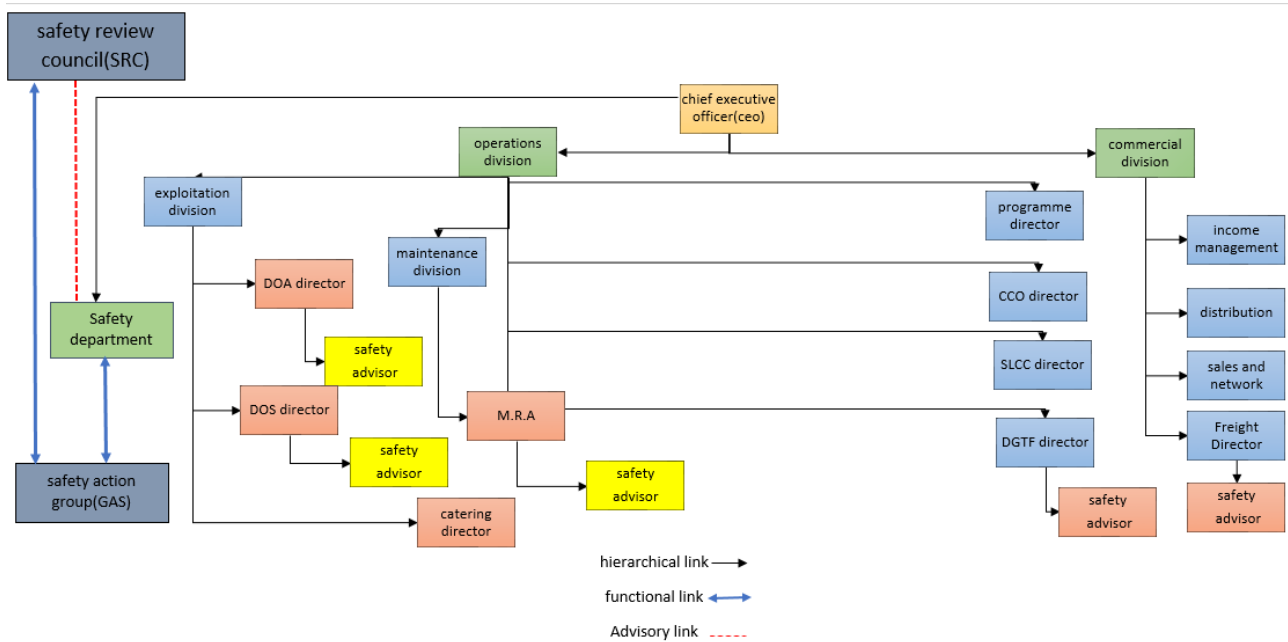 safety review
council(SRC)
chief executive
officer(ceo)
operations
division
commercial
division
exploitation
division
programme
director
income
management
maintenance
division
DOA director
CCO director
distribution
Safety
department
safety
advisor
SLCC director
sales and
network
DOS director
M.R.A
DGTF director
Freight
Director
safety
advisor
safety
advisor
safety action
group(GAS)
safety
advisor
safety
advisor
catering
director
hierarchical link
functional link
Advisory link